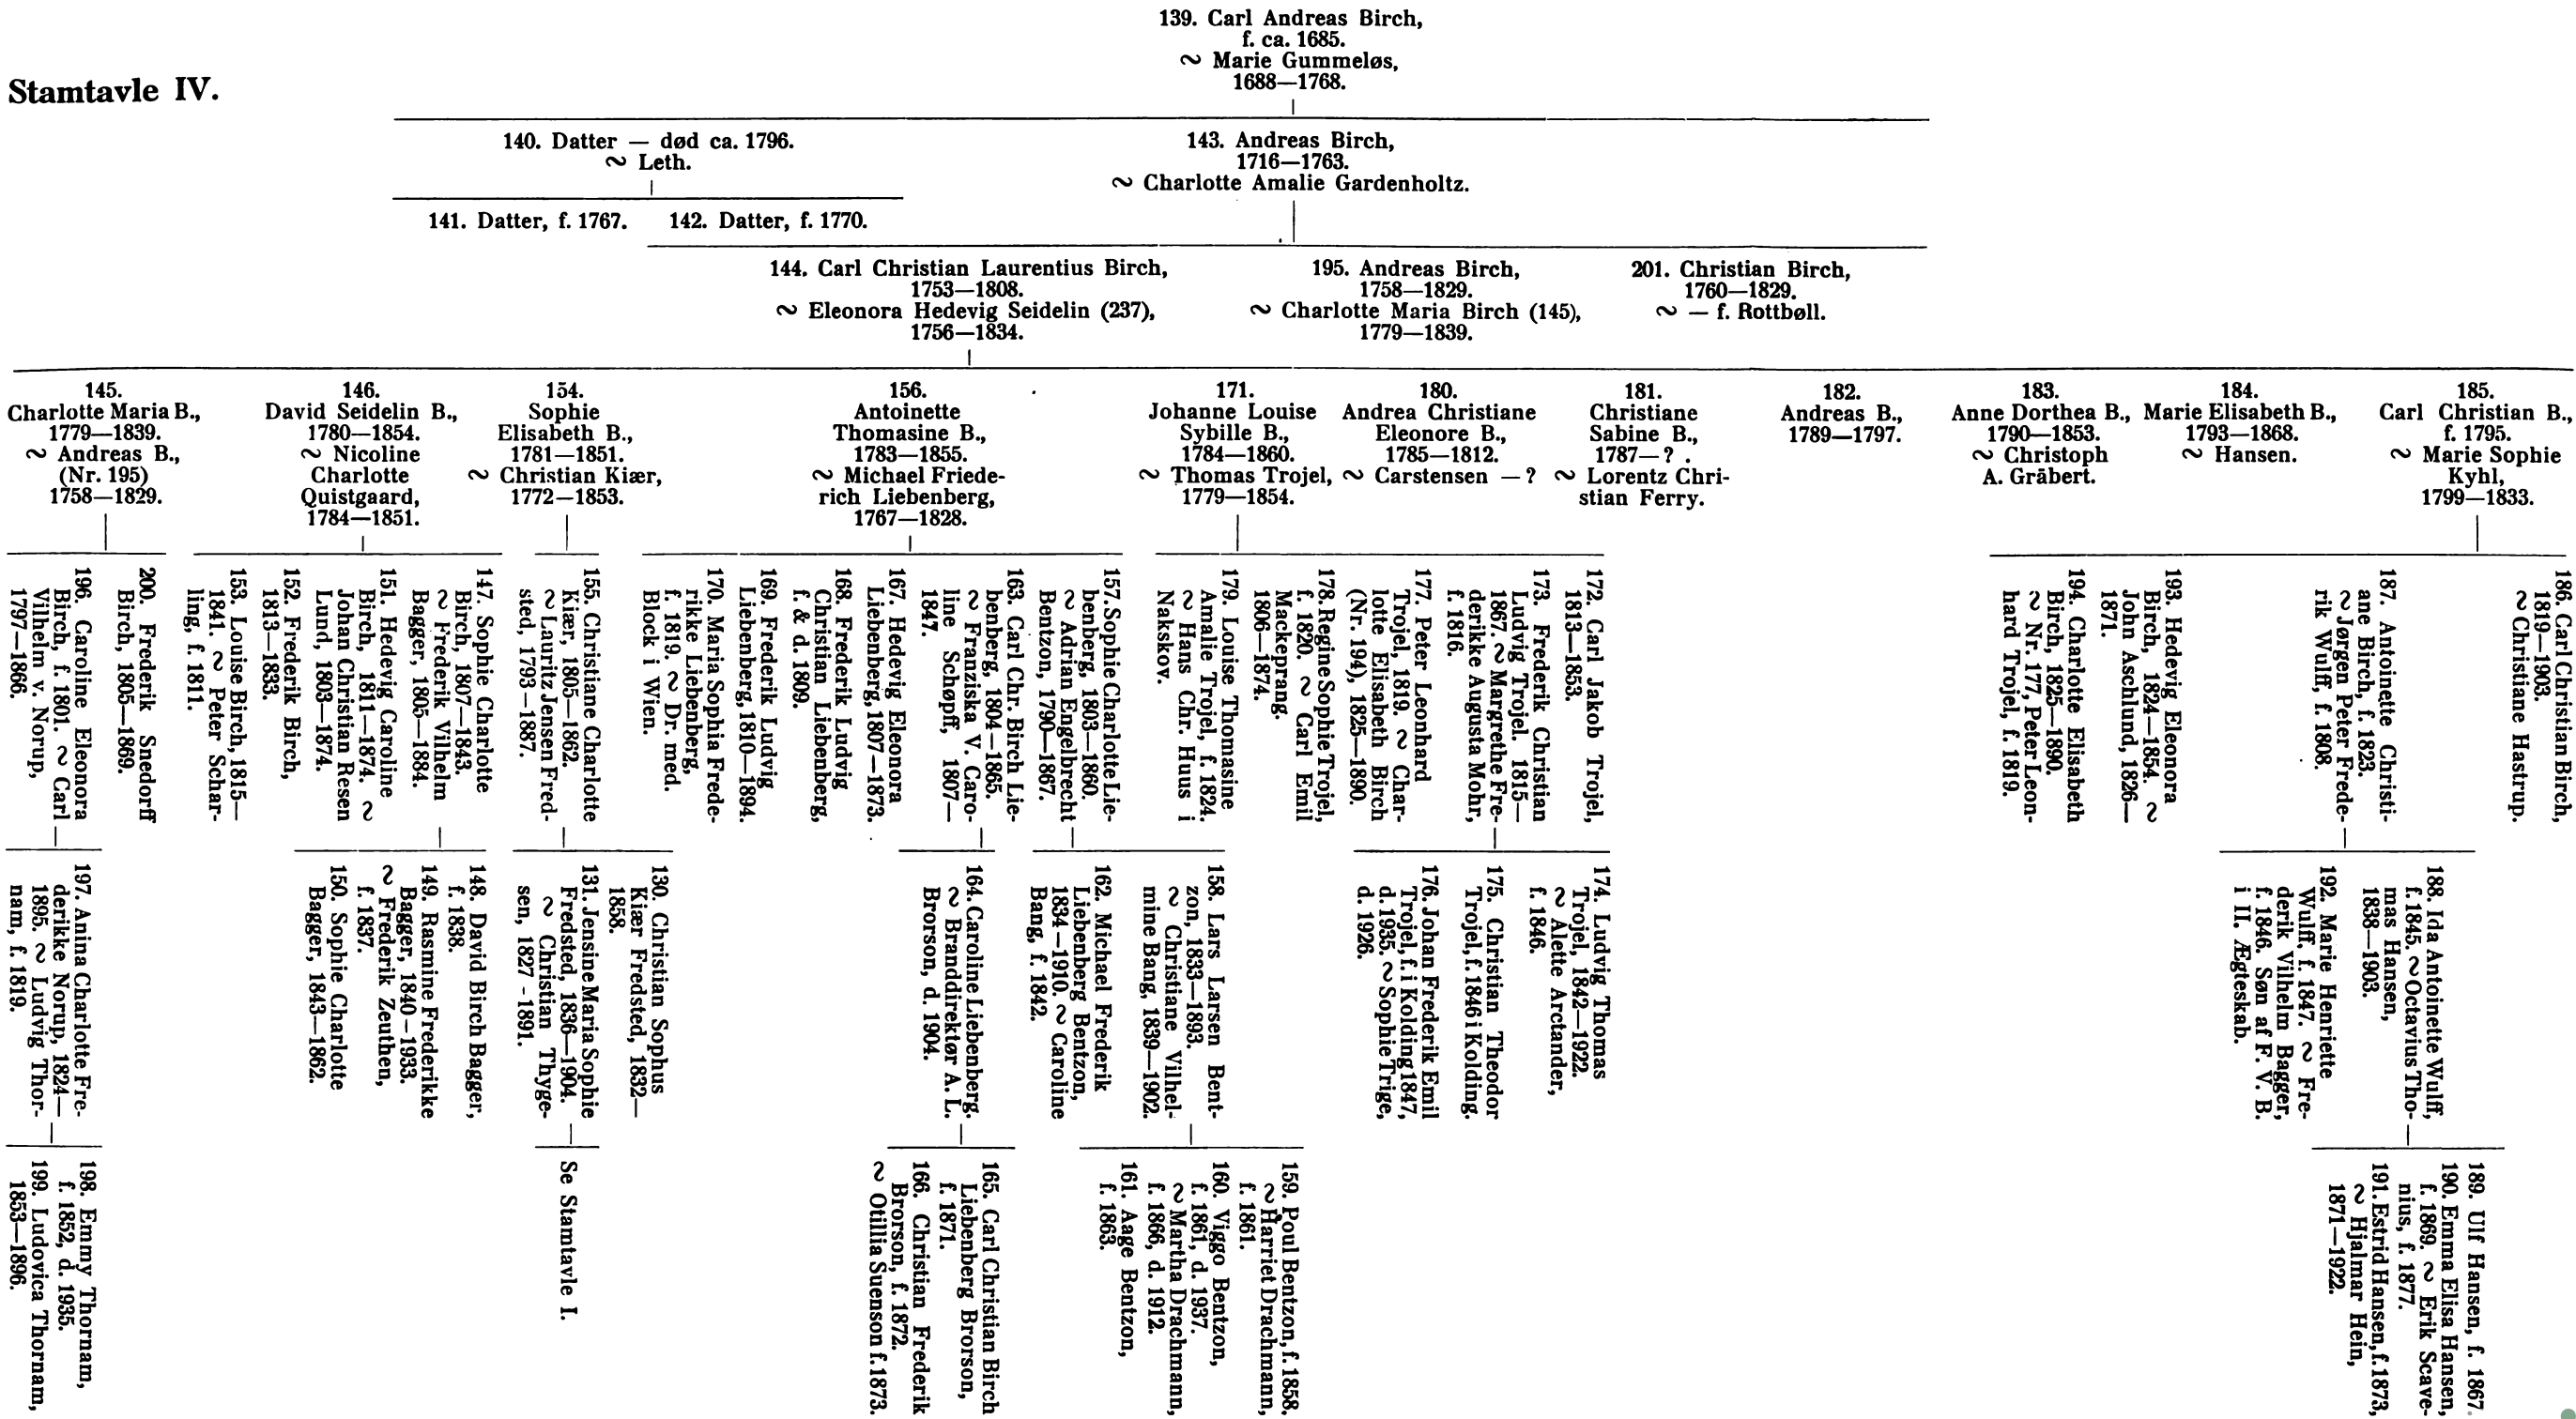 Stamtavle IV.
139. Carl Andreas Birch,
f. ca. 1685.
∾ Marie Gummeløs,
1688—1768.
140. Datter — død ca. 1796.
∾ Leth.
143. Andreas Birch,
1716—1763.
∾ Charlotte Amalie Gardenholtz.
141. Datter, f. 1767.
142. Datter, f. 1770.
144. Carl Christian Laurentius Birch,
1753—1808.
∾ Eleonora Hedevig Seidelin (237),
1756—1834.
195. Andreas Birch,
1758—1829.
∾ Charlotte Maria Birch (145),
1779—1839.
201. Christian Birch,
1760—1829.
∾ — f. Rottbøll.
145.
Charlotte Maria B.,
1779—1839.
∾ Andreas B.,
(Nr. 195)
1758—1829.
146.
David Seidelin B.,
1780—1854.
∾ Nicoline
Charlotte
Quistgaard,
1784—1851.
154.
Sophie
Elisabeth B.,
1781—1851.
∾ Christian Kiær,
1772—1853.
156.
Antoinette
Thomasine B.,
1783—1855.
∾ Michael Friede-
rich Liebenberg,
1767—1828.
171.
Johanne Louise
Sybille B.,
1784—1860.
∾ Thomas Trojel,
1779—1854.
180.
Andrea Christiane
Eleonore B.,
1785—1812.
∾ Carstensen — ?
181.
Christiane
Sabine B.,
1787— ? .
∾ Lorentz Chri-
stian Ferry.
182.
Andreas B.,
1789—1797.
183.
Anne Dorthea B.,
1790—1853.
∾ Christoph
A. Gräbert.
184.
Marie Elisabeth B.,
1793—1868.
∾ Hansen.
185.
Carl Christian B.,
f. 1795.
∾ Marie Sophie
Kyhl,
1799—1833.
196. Caroline Eleonora
Birch, f. 1801. ∾ Carl
Vilhelm v. Norup,
1797—1866.
200. Frederik Snedorff
Birch, 1805—1869.
153. Louise Birch, 1815—
1841. ∾ Peter Schar-
ling, f. 1811.
152. Frederik Birch,
1813—1833.
151. Hedevig Caroline
Birch, 1811—1874. ∾
Johan Christian Resen
Lund, 1803—1874.
147. Sophie Charlotte
Birch, 1807—1843.
∾ Frederik Vilhelm
Bagger, 1805—1884.
155. Christiane Charlotte
Kiær, 1805—1862.
∾ Lauritz Jensen Fred-
sted, 1793—1887.
170. Maria Sophia Frede-
rikke Liebenberg,
f. 1819. ∾ Dr. med.
Block i Wien.
169. Frederik Ludvig
Liebenberg, 1810—1894.
168. Frederik Ludvig
Christian Liebenberg,
f. & d. 1809.
167. Hedevig Eleonora
Liebenberg, 1807—1873.
163. Carl Chr. Birch Lie-
benberg, 1804—1865.
∾ Franziska V. Caro-
line Schøpff, 1807—
1847.
157. Sophie Charlotte Lie-
benberg, 1803—1860.
∾ Adrian Engelbrecht
Bentzon, 1790—1867.
179. Louise Thomasine
Amalie Trojel, f. 1824.
∾ Hans Chr. Huus i
Nakskov.
178. Regine Sophie Trojel,
f. 1820. ∾ Carl Emil
Mackeprang.
1806—1874.
177. Peter Leonhard
Trojel, 1819. ∾ Char-
lotte Elisabeth Birch
(Nr. 194), 1825—1890.
173. Frederik Christian
Ludvig Trojel. 1815—
1867. ∾ Margrethe Fre-
derikke Augusta Mohr,
f. 1816.
172. Carl Jakob Trojel,
1813—1853.
194. Charlotte Elisabeth
Birch, 1825—1890.
∾ Nr. 177, Peter Leon-
hard Trojel, f. 1819.
193. Hedevig Eleonora
Birch, 1824—1854. ∾
John Aschlund, 1826—
1871.
187. Antoinette Christi-
ane Birch, f. 1823.
∾ Jørgen Peter Frede-
rik Wulff, f. 1808.
186. Carl Christian Birch,
1819—1903.
∾ Christiane Hastrup.
197. Anina Charlotte Fre-
derikke Norup, 1824—
1895. ∾ Ludvig Thor-
nam, f. 1819.
150. Sophie Charlotte
Bagger, 1843—1862.
149. Rasmine Frederikke
Bagger, 1840—1933.
∾ Frederik Zeuthen,
f. 1837.
148. David Birch Bagger,
f. 1838.
131. Jensine Maria Sophie
Fredsted, 1836—1904.
∾ Christian Thyge-
sen, 1827-1891.
130. Christian Sophus
Kiær Fredsted, 1832—
1858.
164. Caroline Liebenberg.
∾ Branddirektør A. L.
Brorson, d. 1904.
162. Michael Frederik
Liebenberg Bentzon,
1834—1910. ∾ Caroline
Bang, f. 1842.
158. Lars Larsen Bent-
zon, 1833—1893.
∾ Christiane Vilhel-
mine Bang, 1839—1902.
176. Johan Frederik Emil
Trojel, f. i Kolding 1847,
d. 1935. ∾ Sophie Trige,
d. 1926.
175. Christian Theodor
Trojel, f. 1846 i Kolding.
174. Ludvig Thomas
Trojel, 1842—1922.
∾ Alette Arctander,
f. 1846.
192. Marie Henriette
Wulff. f. 1847. ∾ Fre-
derik Vilhelm Bagger,
f. 1846. Søn af F. V. B.
i II. Ægteskab.
188. Ida Antoinette Wulff,
f. 1845. ∾ Octavius Tho-
mas Hansen,
1838—1903.
198. Emmy Thornam,
f. 1852, d. 1935.
199. Ludovica Thornam,
1853—1896.
Se Stamtavle I.
165. Carl Christian Birch
Liebenberg Brorson,
f. 1871.
166. Christian Frederik
Brorson, f. 1872.
∾ Otillia Suenson f. 1873.
159. Poul Bentzon, f. 1858.
∾ Harriet Drachmann,
f. 1861.
160. Viggo Bentzon,
f. 1861, d. 1937.
∾ Martha Drachmann,
f. 1866, d. 1912.
161. Aage Bentzon,
f. 1863.
189. Ulf Hansen, f. 1867.
190. Emma Elisa Hansen,
f. 1869. ∾ Erik Scave-
nius, f. 1877.
191. Estrid Hansen, f. 1873,
∾ Hjalmar Hein,
1871—1922.